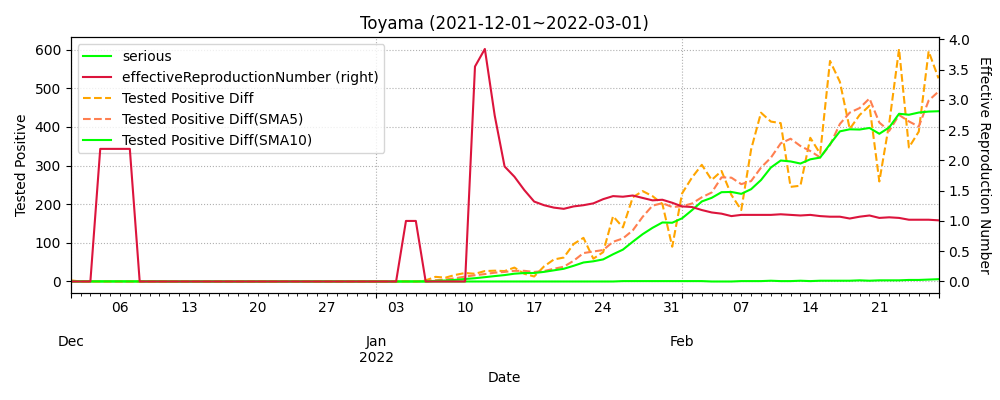 Toyama (2021-12-01~2022-03-01)
serious
effectiveReproductionNumber (right)
Tested Positive Diff
Tested Positive Diff(SMA5)
Tested Positive Diff(SMA10)
Tested Positive
600
500
400
300
200
100
0
4.0
3.5
3.0
2.5
2.0
1.5
1.0
0.5
0.0
Effective Reproduction Number
06 13 20 27 03 10 17 24 31 07 14 21
Dec Jan Feb
2022
Date